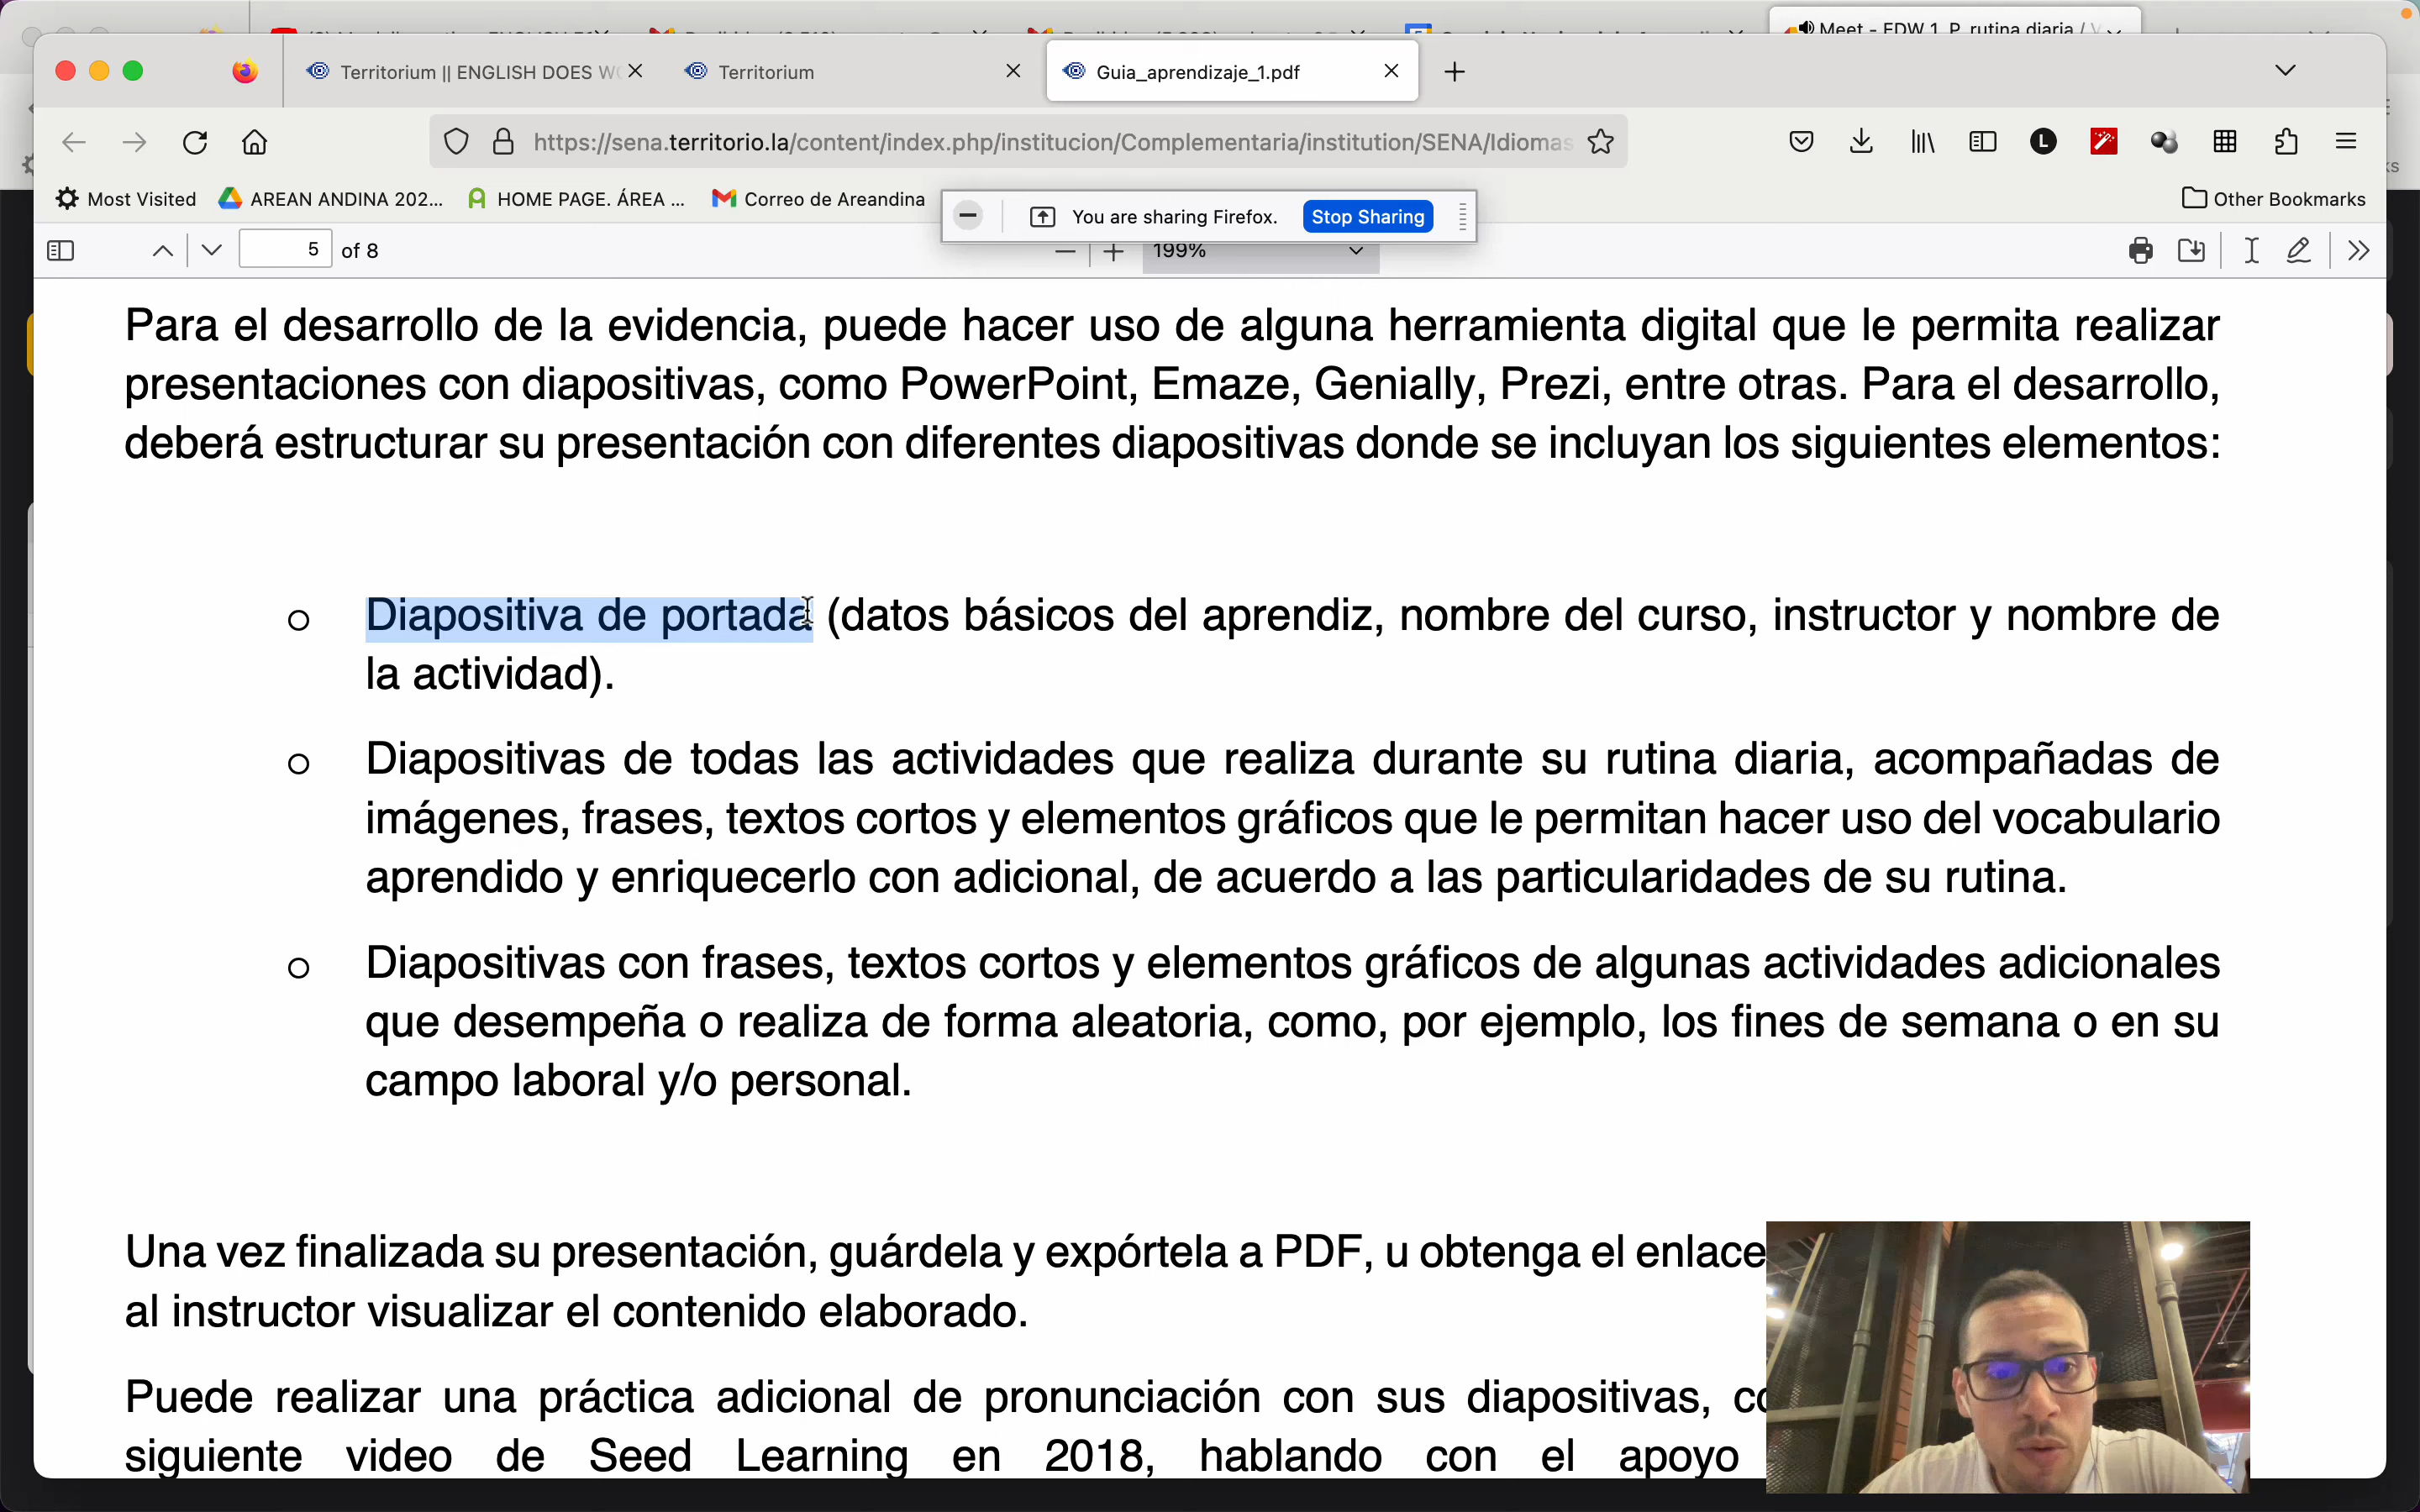 Meet - EDW 1. P. rutina diaria /
Territorium || ENGLISH DOES WO
Territorium
Guia_aprendizaje_1.pdf
https://sena.territorio.la/content/index.php/institucion/Complementaria/institution/SENA/Idiomas
L
Most Visited
AREAN ANDINA 202...
HOME PAGE. ÁREA ...
Correo de Areandina
Other Bookmarks
You are sharing Firefox.
Stop Sharing
5 of 8
199%
Para el desarrollo de la evidencia, puede hacer uso de alguna herramienta digital que le permita realizar
presentaciones con diapositivas, como PowerPoint, Emaze, Genially, Prezi, entre otras. Para el desarrollo,
deberá estructurar su presentación con diferentes diapositivas donde se incluyan los siguientes elementos:
o Diapositiva de portada (datos básicos del aprendiz, nombre del curso, instructor y nombre de
la actividad).
o Diapositivas de todas las actividades que realiza durante su rutina diaria, acompañadas de
imágenes, frases, textos cortos y elementos gráficos que le permitan hacer uso del vocabulario
aprendido y enriquecerlo con adicional, de acuerdo a las particularidades de su rutina.
o Diapositivas con frases, textos cortos y elementos gráficos de algunas actividades adicionales
que desempeña o realiza de forma aleatoria, como, por ejemplo, los fines de semana o en su
campo laboral y/o personal.
Una vez finalizada su presentación, guárdela y expórtela a PDF, u obtenga el enlace
al instructor visualizar el contenido elaborado.
Puede realizar una práctica adicional de pronunciación con sus diapositivas, co
siguiente video de Seed Learning en 2018, hablando con el apoyo